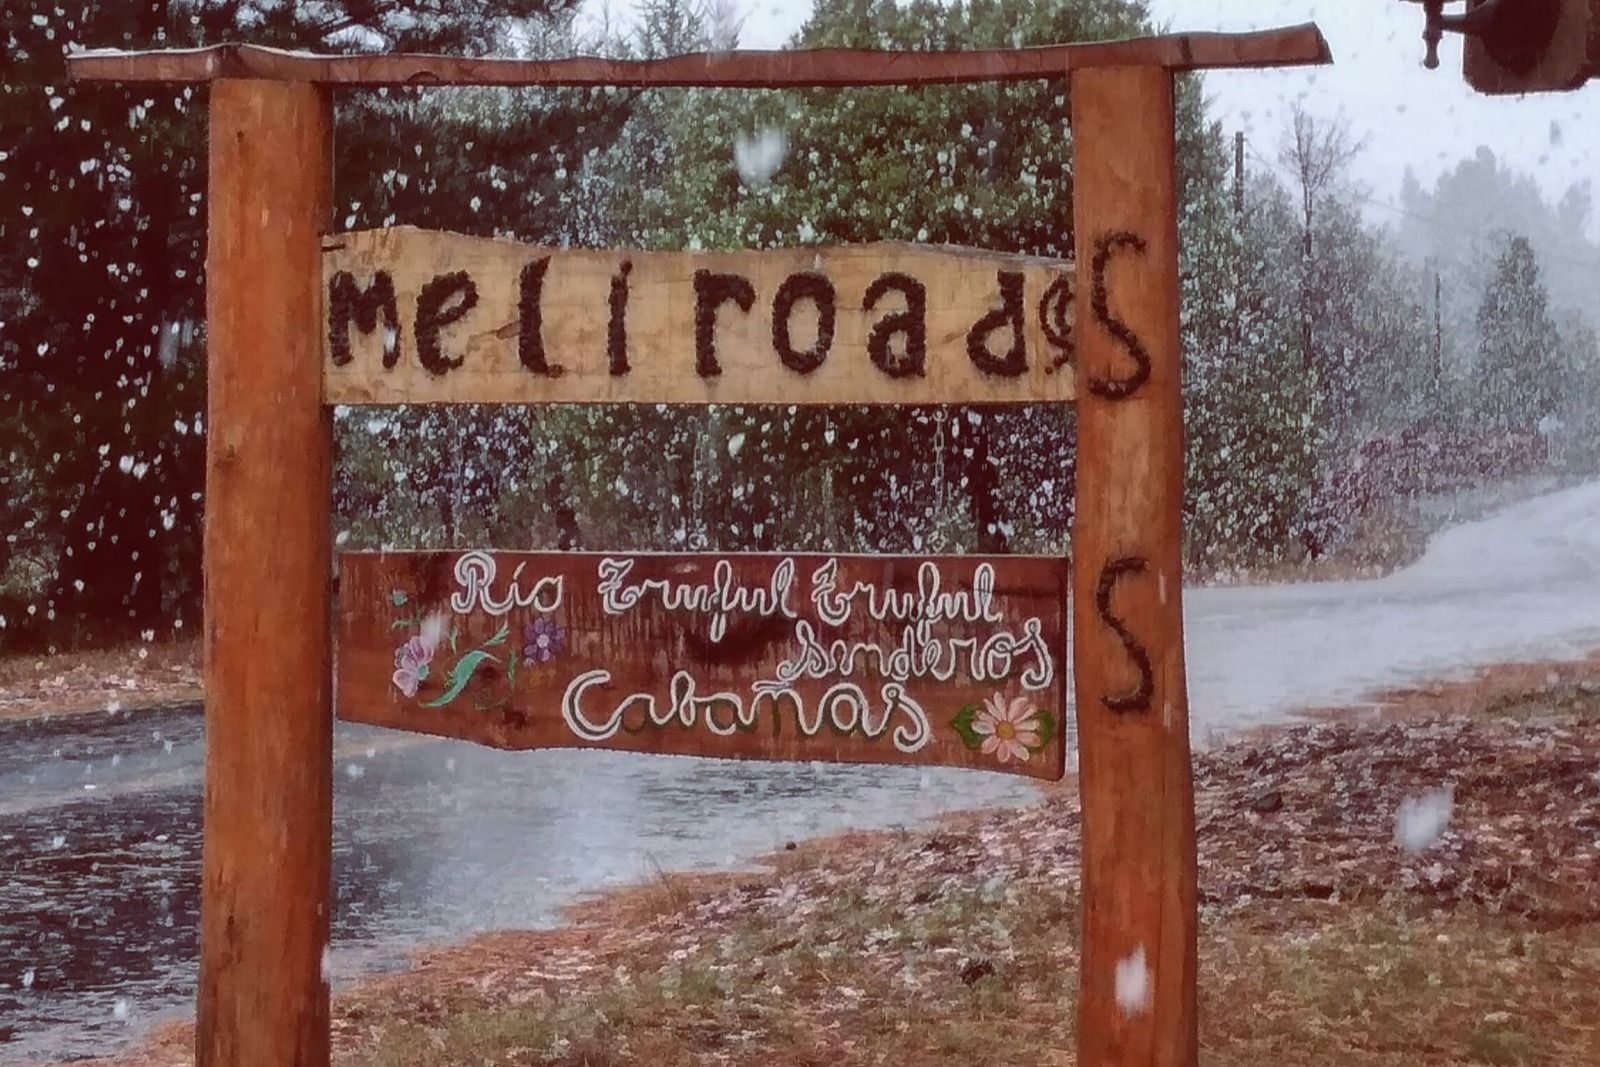 Meli roads
S
Río Truful Truful
senderos
Cabañas
S